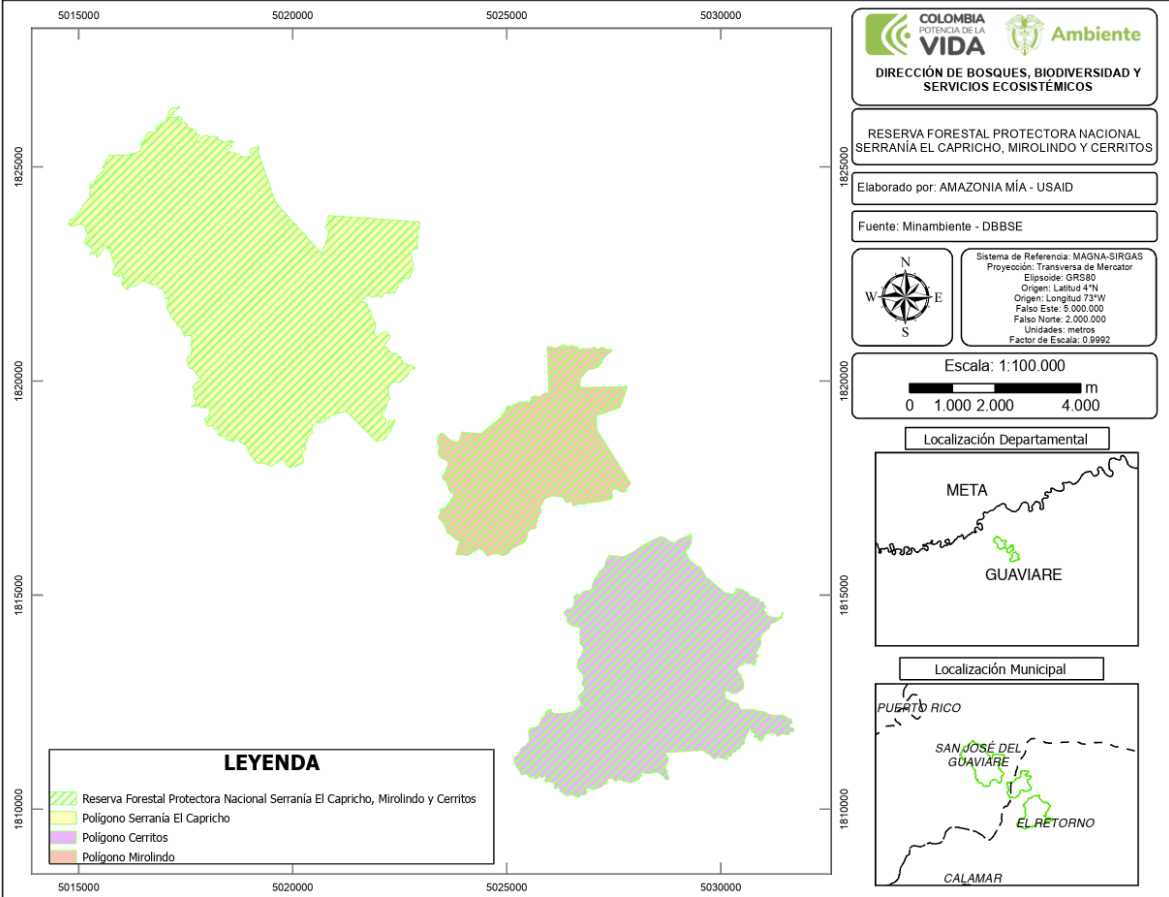 5015000
5020000
5025000
5030000
1825000
1820000
1815000
1810000
1825000
1820000
1815000
1810000
5015000
5020000
5025000
5030000
LEYENDA
Reserva Forestal Protectora Nacional Serranía El Capricho, Mirolindo y Cerritos
Polígono Serranía El Capricho
Polígono Cerritos
Polígono Mirolindo
COLOMBIA
POTENCIA DE LA
VIDA
Ambiente
DIRECCIÓN DE BOSQUES, BIODIVERSIDAD Y
SERVICIOS ECOSISTÉMICOS
RESERVA FORESTAL PROTECTORA NACIONAL
SERRANÍA EL CAPRICHO, MIROLINDO Y CERRITOS
Elaborado por: AMAZONIA MÍA - USAID
Fuente: Minambiente - DBBSE
N
W
E
S
Sistema de Referencia: MAGNA-SIRGAS
Proyección: Transversa de Mercator
Elipsoide: GRS80
Origen: Latitud 4°N
Origen: Longitud 73°W
Falso Este: 5.000.000
Falso Norte: 2.000.000
Unidades: metros
Factor de Escala: 0.9992
Escala: 1:100.000
m
0 1.000 2.000 4.000
Localización Departamental
META
GUAVIARE
Localización Municipal
PUERTO RICO
SAN JOSÉ DEL
GUAVIARE
EL RETORNO
CALAMAR